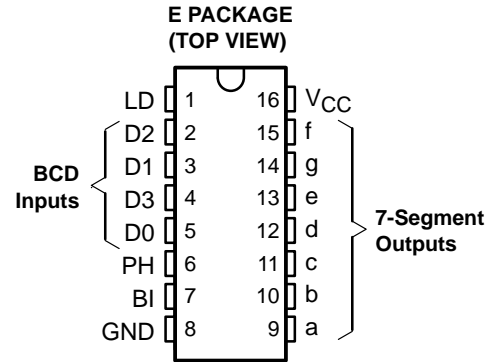 E PACKAGE
(TOP VIEW)
LD 1 16 VCC
D2 2 15 f
D1 3 14 g
D3 4 13 e
D0 5 12 d
PH 6 11 c
BI 7 10 b
GND 8 9 a
BCD
Inputs
7-Segment
Outputs